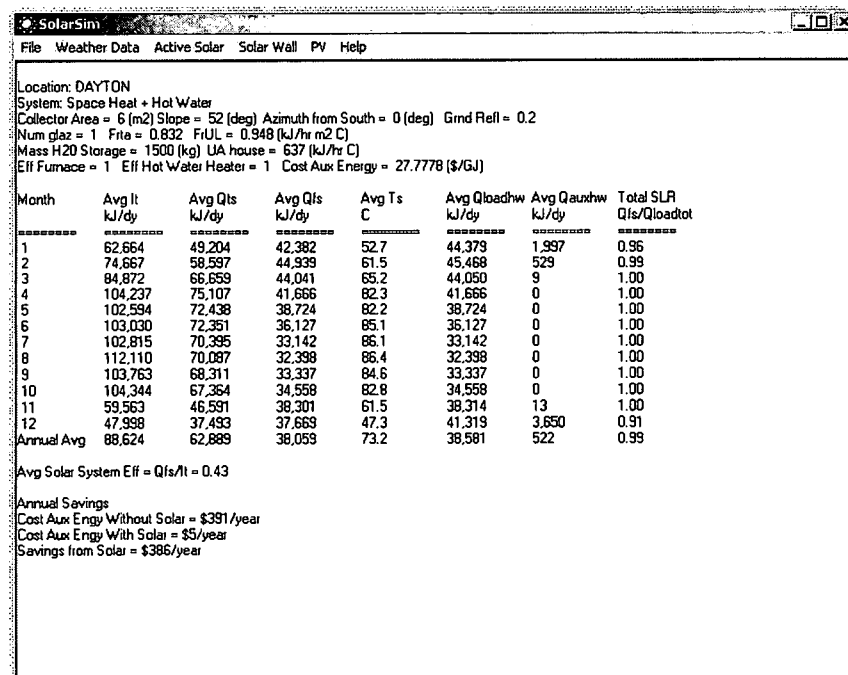 SolarSim
File Weather Data Active Solar Solar Wall PV Help
Location: DAYTON
System: Space Heat + Hot Water
Collector Area = 6 (m2) Slope = 52 (deg) Azimuth from South = 0 (deg) Grnd Refl = 0.2
Num glaz = 1 Frta = 0.832 FrUL = 0.948 (kJ/hr m2 C)
Mass H20 Storage = 1500 (kg) UA house = 637 (kJ/hr C)
Eff Furnace = 1 Eff Hot Water Heater = 1 Cost Aux Energy = 27.7778 ($/GJ)
Month Avg It Avg Qts Avg Qfs Avg Ts Avg Qloadhw Avg Qauxhw Total SLR
kJ/dy kJ/dy kJ/dy C kJ/dy kJ/dy Qfs/Qloadtot
======== ======== ======== ======== ======== ======== ======== ========
1 62,664 49,204 42,382 52.7 44,379 1,997 0.96
2 74,667 58,597 44,939 61.5 45,468 529 0.99
3 84,872 66,659 44,041 65.2 44,050 9 1.00
4 104,237 75,107 41,666 82.3 41,666 0 1.00
5 102,594 72,438 38,724 82.2 38,724 0 1.00
6 103,030 72,351 36,127 85.1 36,127 0 1.00
7 102,815 70,395 33,142 86.1 33,142 0 1.00
8 112,110 70,087 32,398 86.4 32,398 0 1.00
9 103,763 68,311 33,337 84.6 33,337 0 1.00
10 104,344 67,364 34,558 82.8 34,558 0 1.00
11 59,563 46,591 38,301 61.5 38,314 13 1.00
12 47,998 37,493 37,669 47.3 41,319 3,650 0.91
Annual Avg 88,624 62,889 38,059 73.2 38,581 522 0.99
Avg Solar System Eff = Qfs/It = 0.43
Annual Savings
Cost Aux Engy Without Solar = $391/year
Cost Aux Engy With Solar = $5/year
Savings from Solar = $386/year